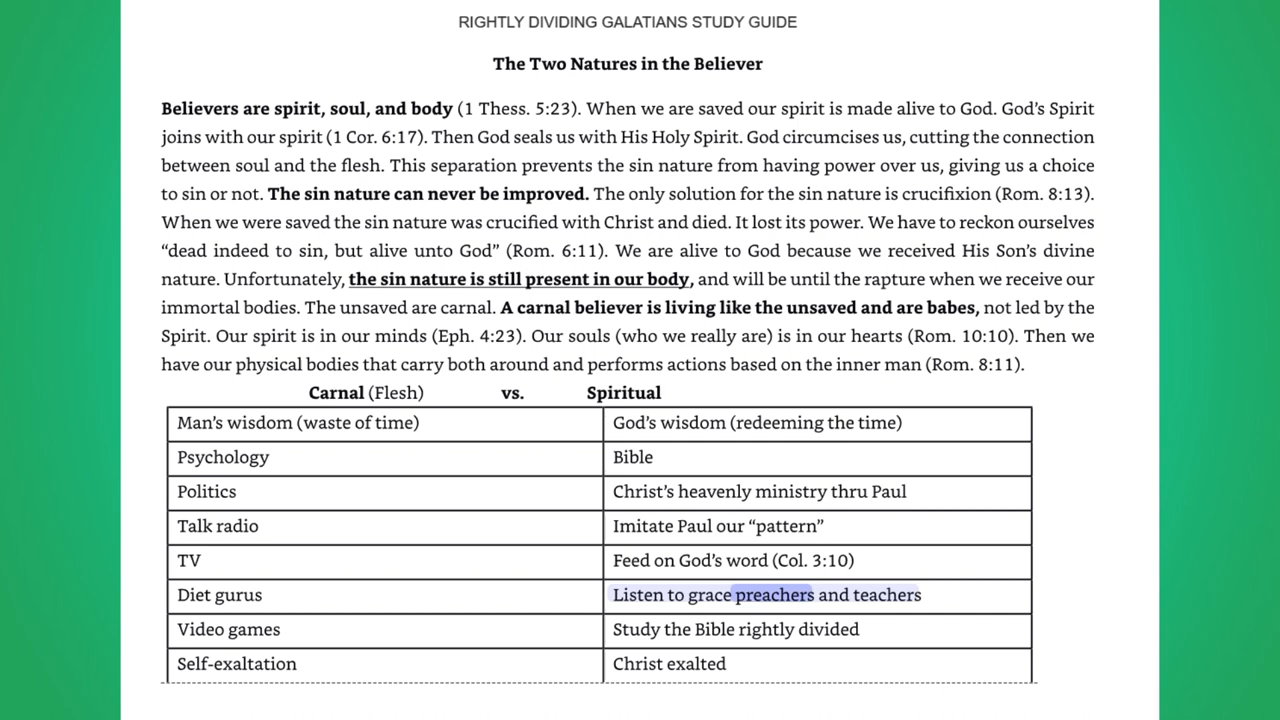 RIGHTLY DIVIDING GALATIANS STUDY GUIDE
The Two Natures in the Believer
Believers are spirit, soul, and body (1 Thess. 5:23). When we are saved our spirit is made alive to God. God’s Spirit
joins with our spirit (1 Cor. 6:17). Then God seals us with His Holy Spirit. God circumcises us, cutting the connection
between soul and the flesh. This separation prevents the sin nature from having power over us, giving us a choice
to sin or not. The sin nature can never be improved. The only solution for the sin nature is crucifixion (Rom. 8:13).
When we were saved the sin nature was crucified with Christ and died. It lost its power. We have to reckon ourselves
“dead indeed to sin, but alive unto God” (Rom. 6:11). We are alive to God because we received His Son’s divine
nature. Unfortunately, the sin nature is still present in our body, and will be until the rapture when we receive our
immortal bodies. The unsaved are carnal. A carnal believer is living like the unsaved and are babes, not led by the
Spirit. Our spirit is in our minds (Eph. 4:23). Our souls (who we really are) is in our hearts (Rom. 10:10). Then we
have our physical bodies that carry both around and performs actions based on the inner man (Rom. 8:11).
Carnal (Flesh) vs. Spiritual
Man’s wisdom (waste of time) God’s wisdom (redeeming the time)
Psychology Bible
Politics Christ’s heavenly ministry thru Paul
Talk radio Imitate Paul our “pattern”
TV Feed on God’s word (Col. 3:10)
Diet gurus Listen to grace preachers and teachers
Video games Study the Bible rightly divided
Self-exaltation Christ exalted